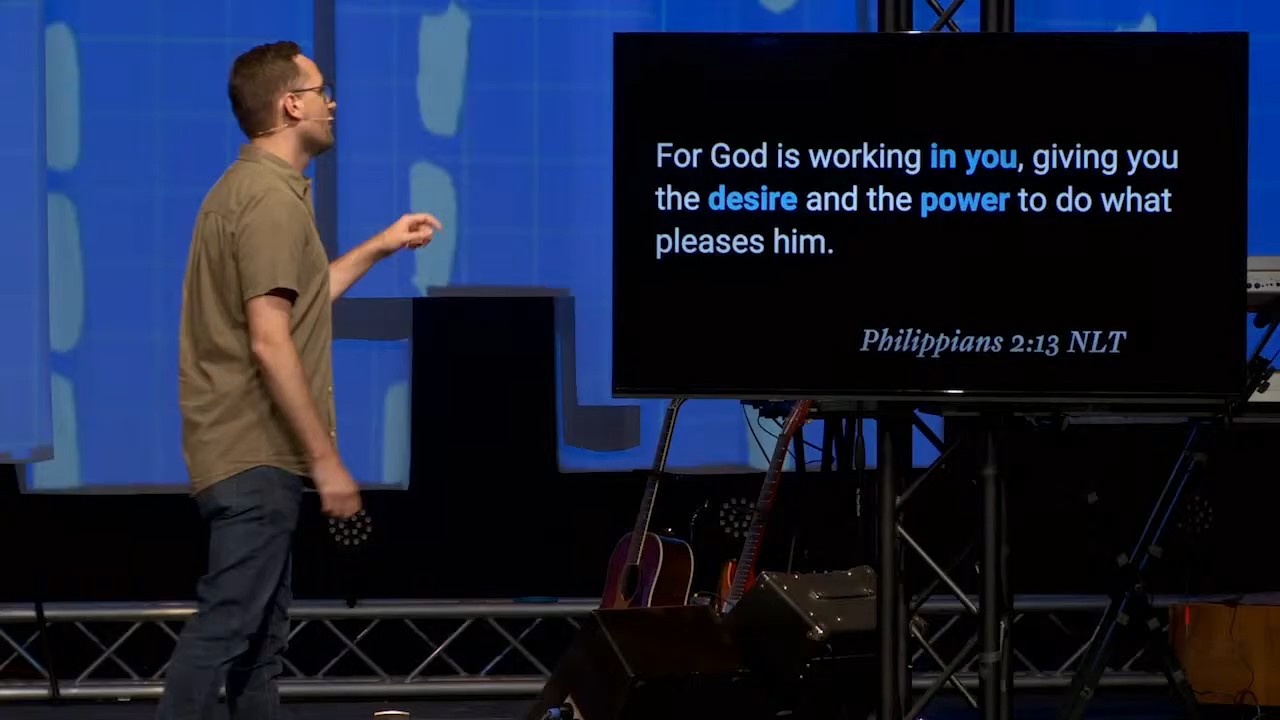 For God is working in you, giving you
the desire and the power to do what
pleases him.
Philippians 2:13 NLT